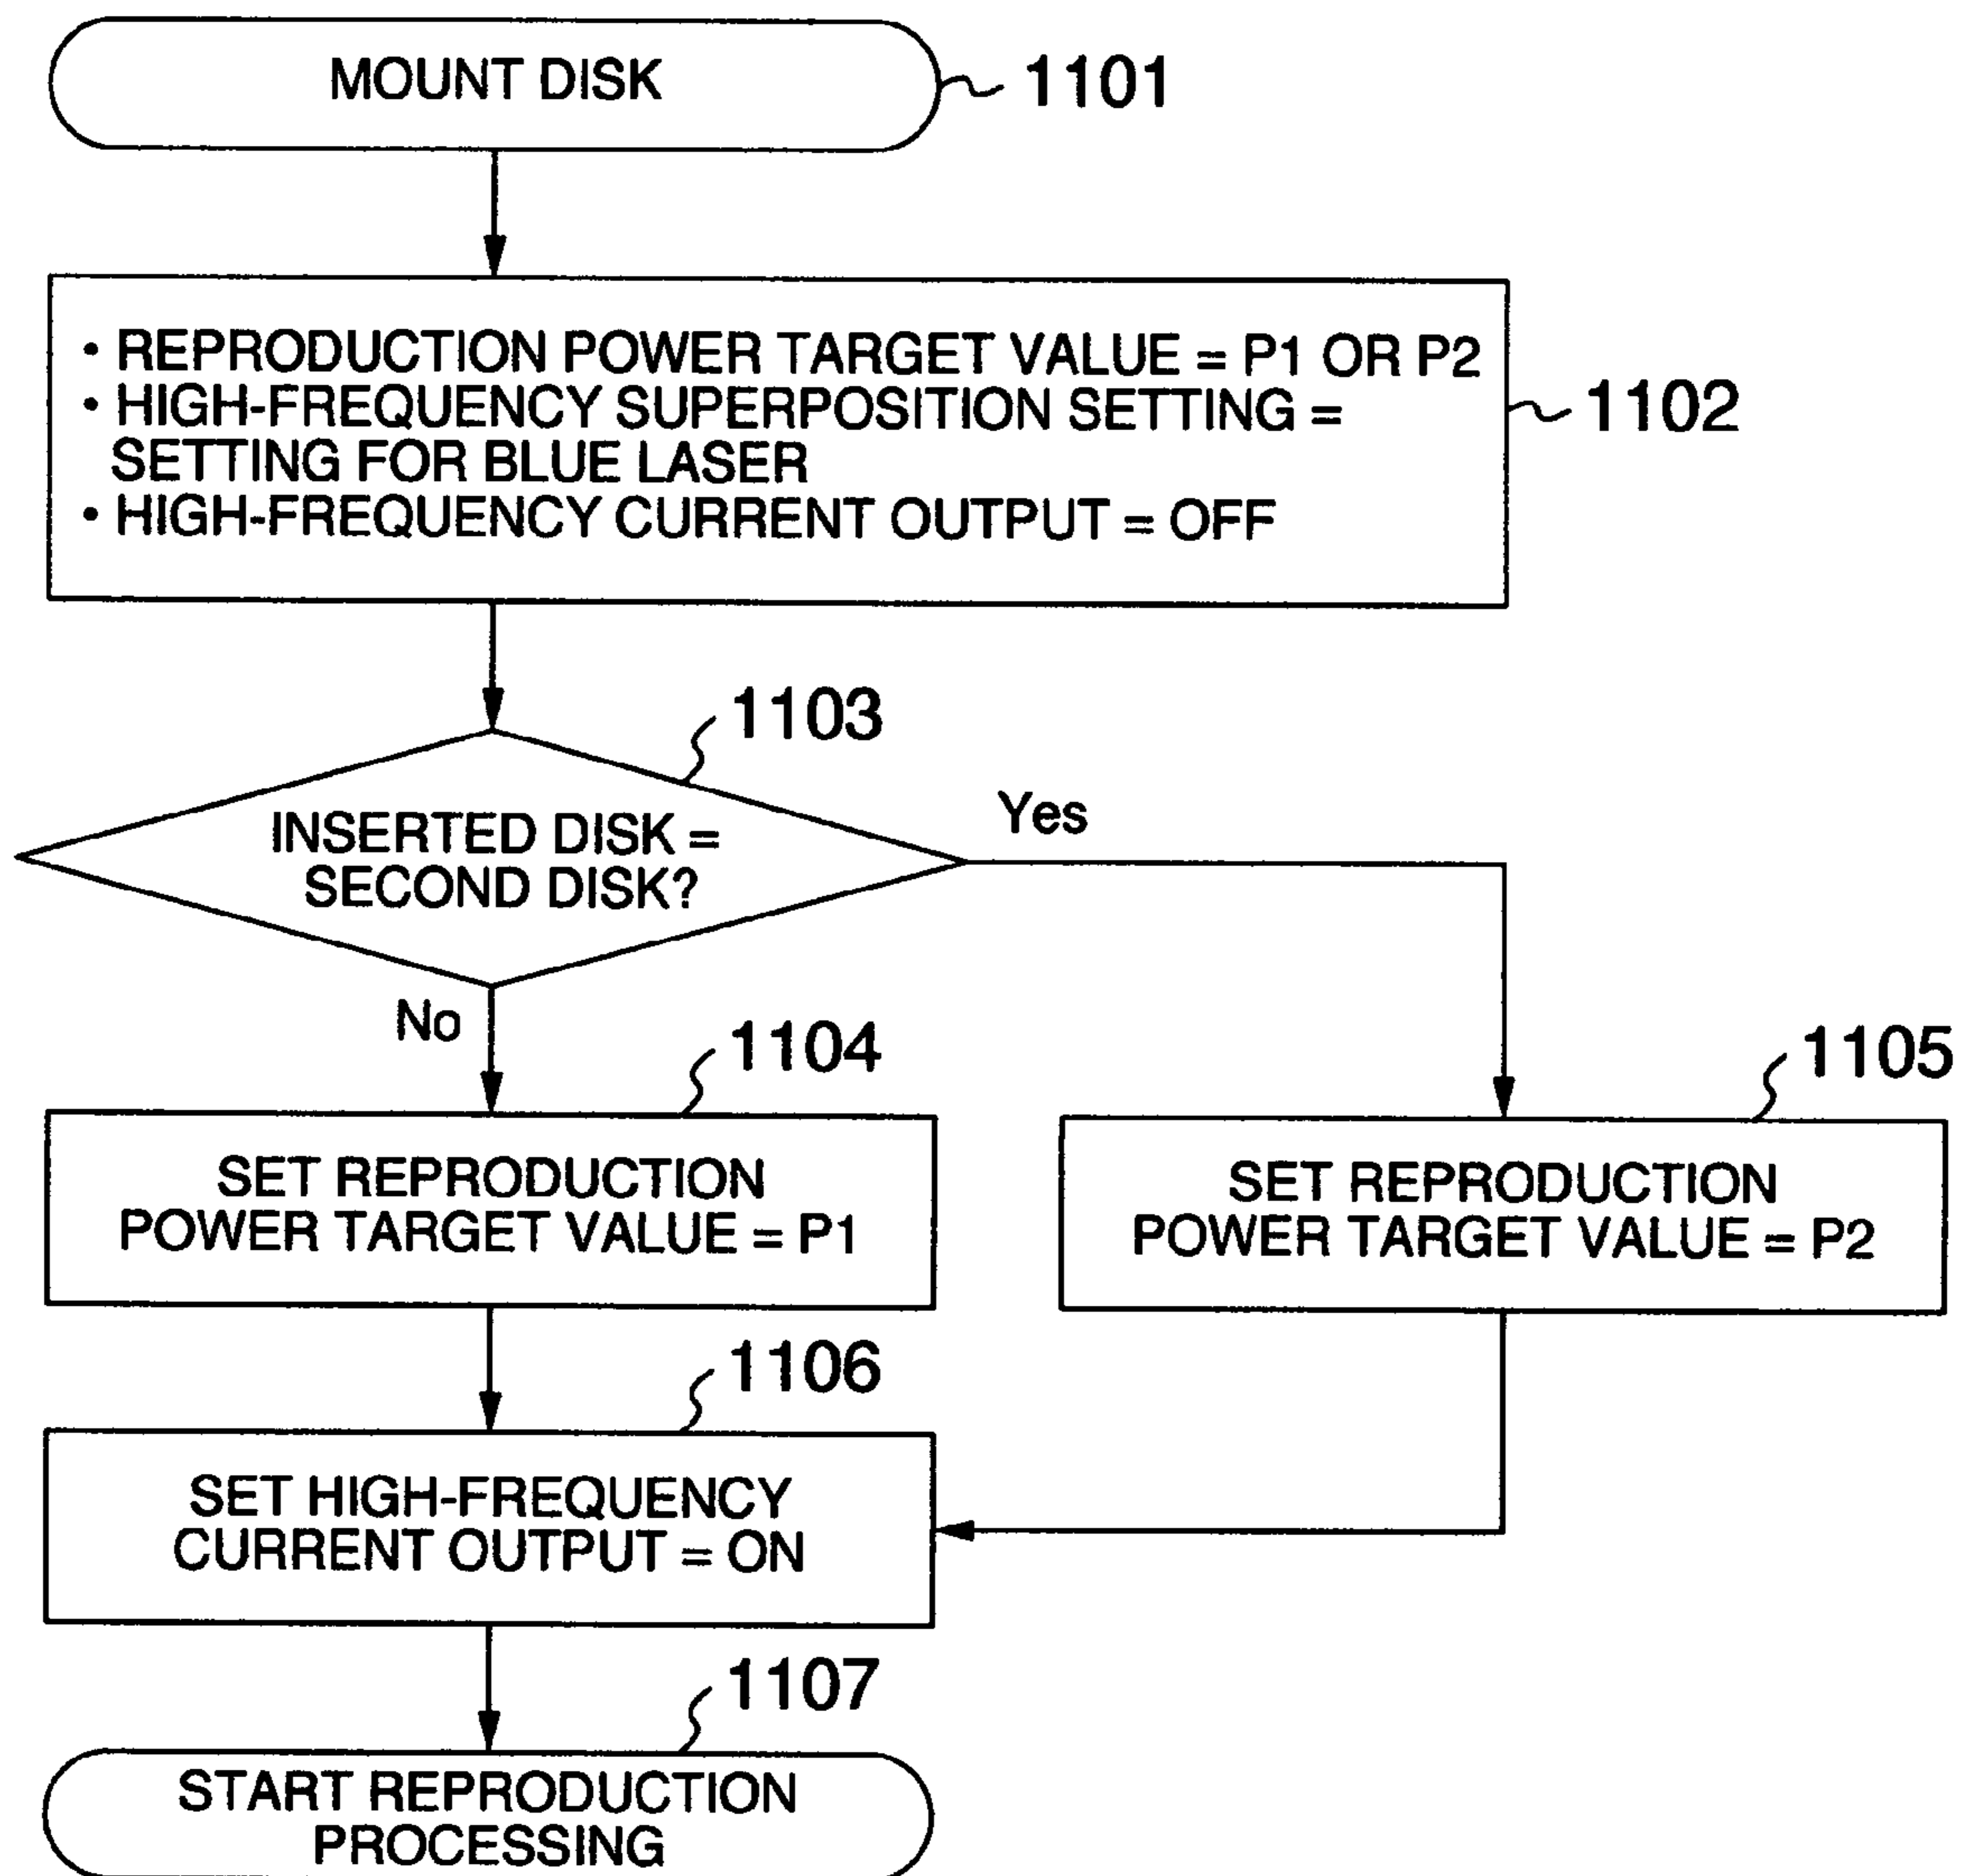 MOUNT DISK
1101
• REPRODUCTION POWER TARGET VALUE = P1 OR P2
• HIGH-FREQUENCY SUPERPOSITION SETTING =
SETTING FOR BLUE LASER
• HIGH-FREQUENCY CURRENT OUTPUT = OFF
1102
1103
INSERTED DISK =
SECOND DISK?
Yes
No
1104
SET REPRODUCTION
POWER TARGET VALUE = P1
1105
SET REPRODUCTION
POWER TARGET VALUE = P2
1106
SET HIGH-FREQUENCY
CURRENT OUTPUT = ON
1107
START REPRODUCTION
PROCESSING